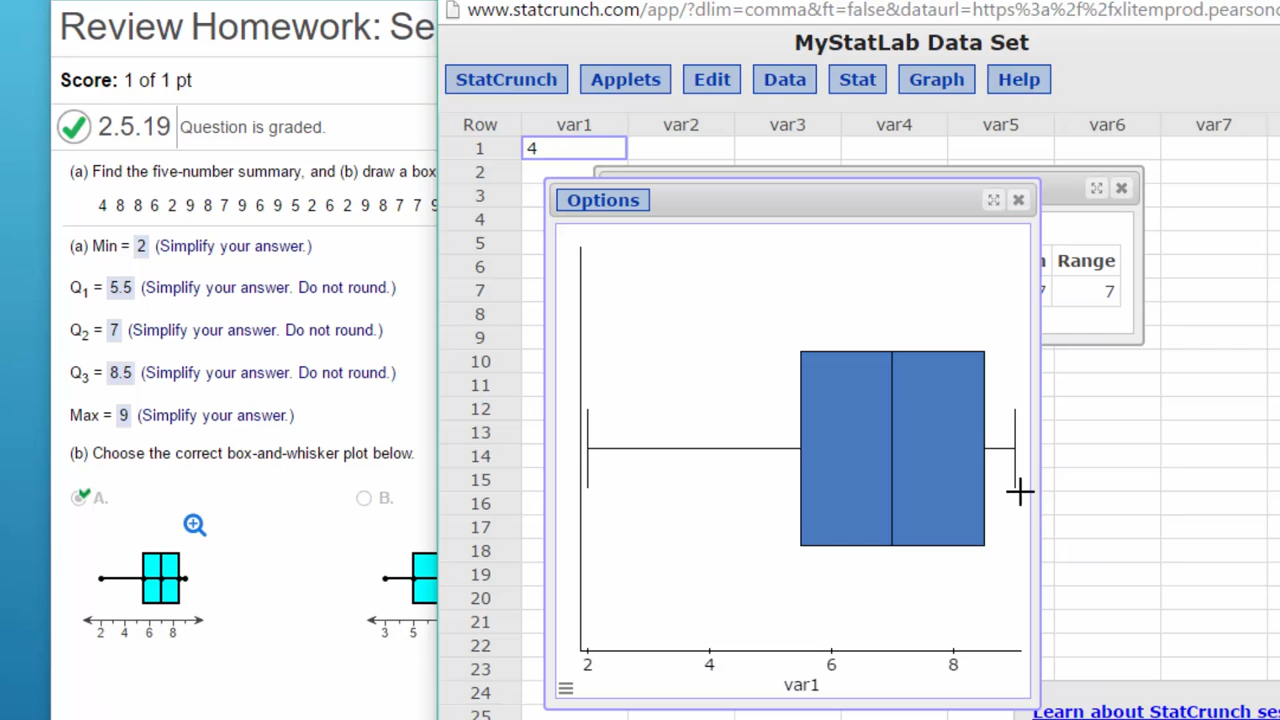 Review Homework: Se
Score: 1 of 1 pt
2.5.19 Question is graded.
(a) Find the five-number summary, and (b) draw a box
4 8 8 6 2 9 8 7 9 6 9 5 2 6 2 9 8 7 7 9
(a) Min = 2 (Simplify your answer.)
Q1 = 5.5 (Simplify your answer. Do not round.)
Q2 = 7 (Simplify your answer. Do not round.)
Q3 = 8.5 (Simplify your answer. Do not round.)
Max = 9 (Simplify your answer.)
(b) Choose the correct box-and-whisker plot below.
A. B.
2 4 6 8
3 5
www.statcrunch.com/app/?dlim=comma&ft=false&dataurl=https%3a%2f%2fxlitemprod.pearsonc
MyStatLab Data Set
StatCrunch Applets Edit Data Stat Graph Help
Row var1 var2 var3 var4 var5 var6 var7
1 4
2
3
4
5
6
7
8
9
10
11
12
13
14
15
16
17
18
19
20
21
22
23
24
25
Options
Range
7 7
2 4 6 8
var1
Learn about StatCrunch se